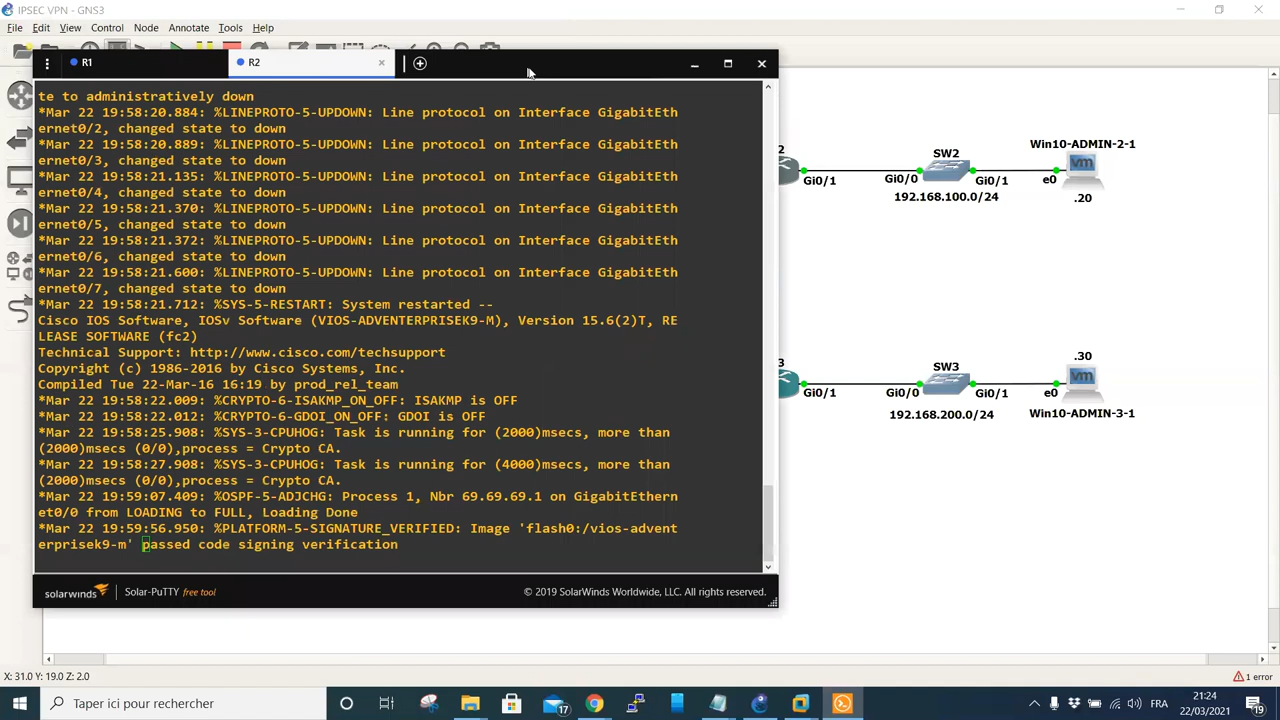 IPSEC VPN - GNS3
File Edit View Control Node Annotate Tools Help
R1
R2
te to administratively down
*Mar 22 19:58:20.884: %LINEPROTO-5-UPDOWN: Line protocol on Interface GigabitEth
ernet0/2, changed state to down
*Mar 22 19:58:20.889: %LINEPROTO-5-UPDOWN: Line protocol on Interface GigabitEth
ernet0/3, changed state to down
*Mar 22 19:58:21.135: %LINEPROTO-5-UPDOWN: Line protocol on Interface GigabitEth
ernet0/4, changed state to down
*Mar 22 19:58:21.370: %LINEPROTO-5-UPDOWN: Line protocol on Interface GigabitEth
ernet0/5, changed state to down
*Mar 22 19:58:21.372: %LINEPROTO-5-UPDOWN: Line protocol on Interface GigabitEth
ernet0/6, changed state to down
*Mar 22 19:58:21.600: %LINEPROTO-5-UPDOWN: Line protocol on Interface GigabitEth
ernet0/7, changed state to down
*Mar 22 19:58:21.712: %SYS-5-RESTART: System restarted --
Cisco IOS Software, IOSv Software (VIOS-ADVENTERPRISEK9-M), Version 15.6(2)T, RE
LEASE SOFTWARE (fc2)
Technical Support: http://www.cisco.com/techsupport
Copyright (c) 1986-2016 by Cisco Systems, Inc.
Compiled Tue 22-Mar-16 16:19 by prod_rel_team
*Mar 22 19:58:22.009: %CRYPTO-6-ISAKMP_ON_OFF: ISAKMP is OFF
*Mar 22 19:58:22.012: %CRYPTO-6-GDOI_ON_OFF: GDOI is OFF
*Mar 22 19:58:25.908: %SYS-3-CPUHOG: Task is running for (2000)msecs, more than
(2000)msecs (0/0),process = Crypto CA.
*Mar 22 19:58:27.908: %SYS-3-CPUHOG: Task is running for (4000)msecs, more than
(2000)msecs (0/0),process = Crypto CA.
*Mar 22 19:59:07.409: %OSPF-5-ADJCHG: Process 1, Nbr 69.69.69.1 on GigabitEthern
et0/0 from LOADING to FULL, Loading Done
*Mar 22 19:59:56.950: %PLATFORM-5-SIGNATURE_VERIFIED: Image 'flash0:/vios-advent
erprisek9-m' passed code signing verification
solarwinds Solar-PuTTY free tool © 2019 SolarWinds Worldwide, LLC. All rights reserved.
2
Gi0/1
Gi0/0
SW2
192.168.100.0/24
Gi0/1
e0
Win10-ADMIN-2-1
vm
.20
3
Gi0/1
Gi0/0
SW3
192.168.200.0/24
Gi0/1
e0
.30
vm
Win10-ADMIN-3-1
X: 31.0 Y: 19.0 Z: 2.0
1 error
Taper ici pour rechercher
17
FRA
21:24
22/03/2021
19